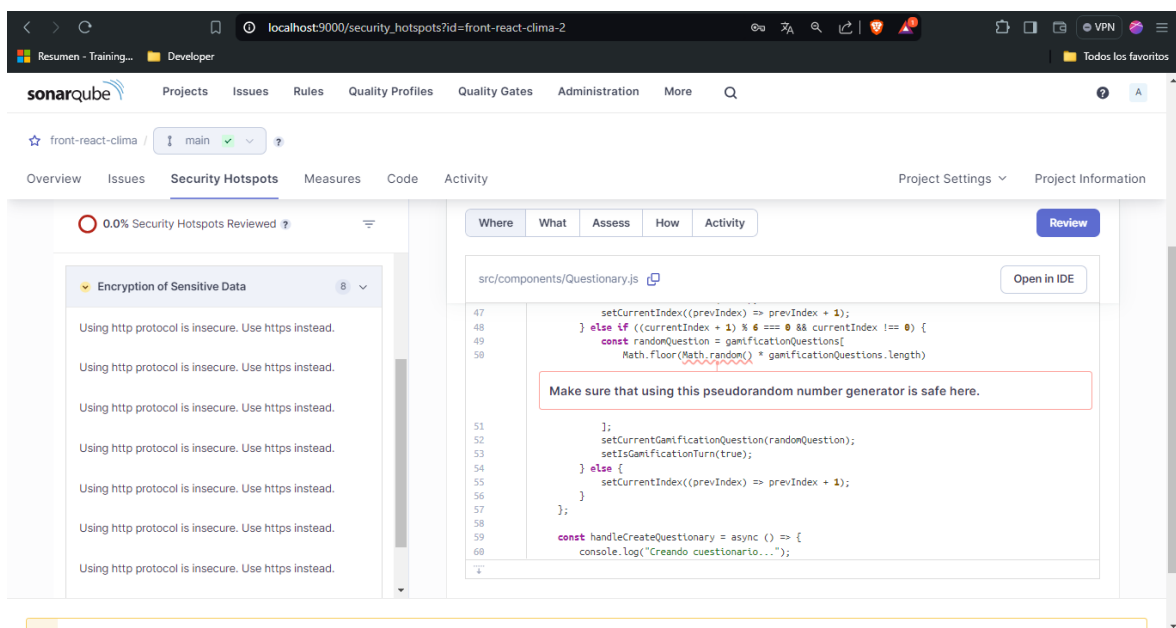 localhost:9000/security_hotspots?id=front-react-clima-2
VPN
Resumen - Training...
Developer
Todos los favoritos
sonarqube
Projects
Issues
Rules
Quality Profiles
Quality Gates
Administration
More
?
A
front-react-clima /
main
?
Overview
Issues
Security Hotspots
Measures
Code
Activity
Project Settings
Project Information
0.0% Security Hotspots Reviewed ?
Encryption of Sensitive Data 8
Using http protocol is insecure. Use https instead.
Using http protocol is insecure. Use https instead.
Using http protocol is insecure. Use https instead.
Using http protocol is insecure. Use https instead.
Using http protocol is insecure. Use https instead.
Using http protocol is insecure. Use https instead.
Using http protocol is insecure. Use https instead.
Where
What
Assess
How
Activity
Review
src/components/Questionary.js
Open in IDE
47 setCurrentIndex((prevIndex) => prevIndex + 1);
48 } else if ((currentIndex + 1) % 6 === 0 && currentIndex !== 0) {
49 const randomQuestion = gamificationQuestions[
50 Math.floor(Math.random() * gamificationQuestions.length)
Make sure that using this pseudorandom number generator is safe here.
51 ];
52 setCurrentGamificationQuestion(randomQuestion);
53 setIsGamificationTurn(true);
54 } else {
55 setCurrentIndex((prevIndex) => prevIndex + 1);
56 }
57 };
58
59 const handleCreateQuestionary = async () => {
60 console.log("Creando cuestionario...");